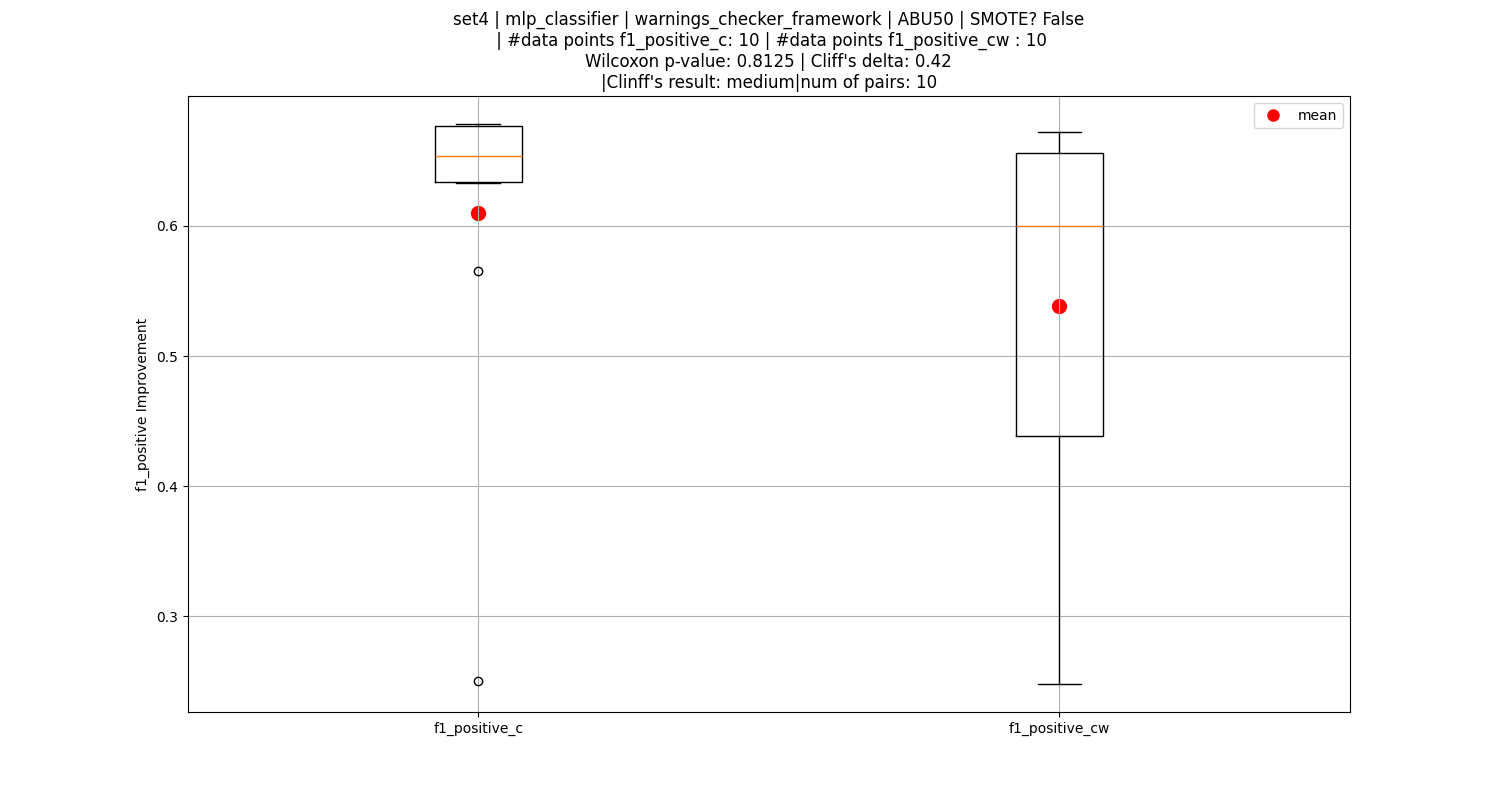 set4 | mlp_classifier | warnings_checker_framework | ABU50 | SMOTE? False
| #data points f1_positive_c: 10 | #data points f1_positive_cw : 10
Wilcoxon p-value: 0.8125 | Cliff's delta: 0.42
|Clinff's result: medium|num of pairs: 10
mean
0.6
0.5
0.4
0.3
f1_positive Improvement
f1_positive_c
f1_positive_cw